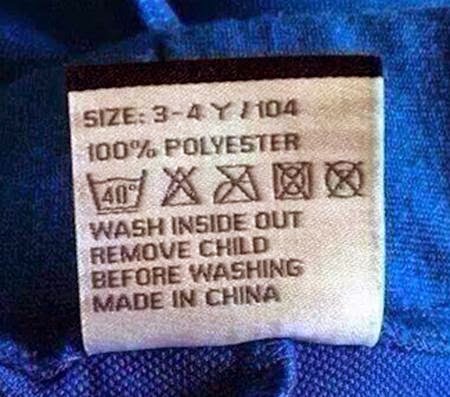 SIZE: 3-4 Y / 104
100% POLYESTER
40°
WASH INSIDE OUT
REMOVE CHILD
BEFORE WASHING
MADE IN CHINA